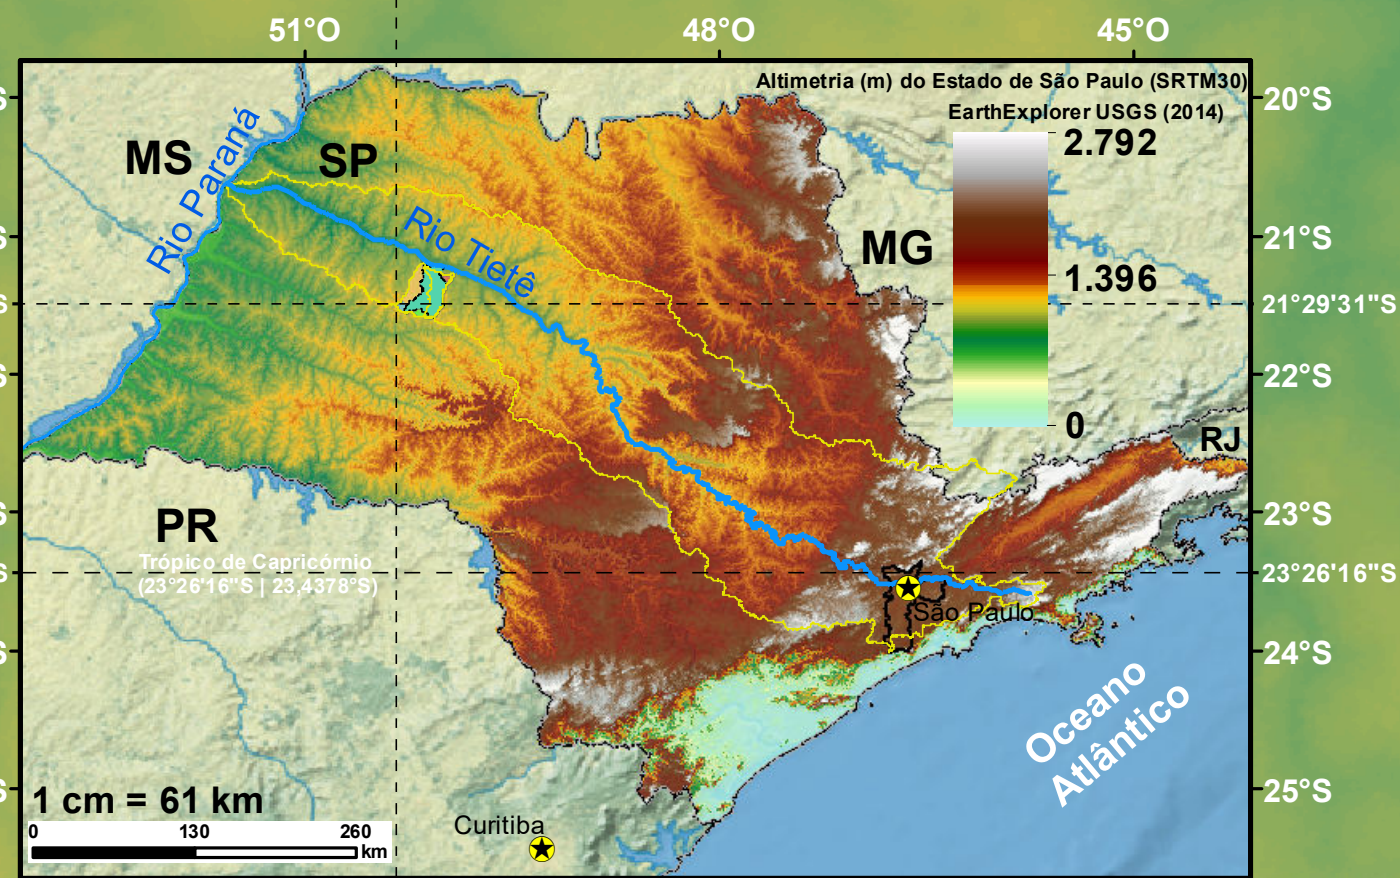 51°O
48°O
45°O
Altimetria (m) do Estado de São Paulo (SRTM30)
EarthExplorer USGS (2014)
20°S
2.792
MS
SP
Rio Paraná
Rio Tietê
MG
21°S
1.396
21°29'31"S
22°S
0
RJ
23°S
PR
Trópico de Capricórnio
(23°26'16"S | 23,4378°S)
23°26'16"S
São Paulo
24°S
Oceano
Atlântico
25°S
1 cm = 61 km
0
130
260
km
Curitiba
S
S
S
S
S
S
S
S